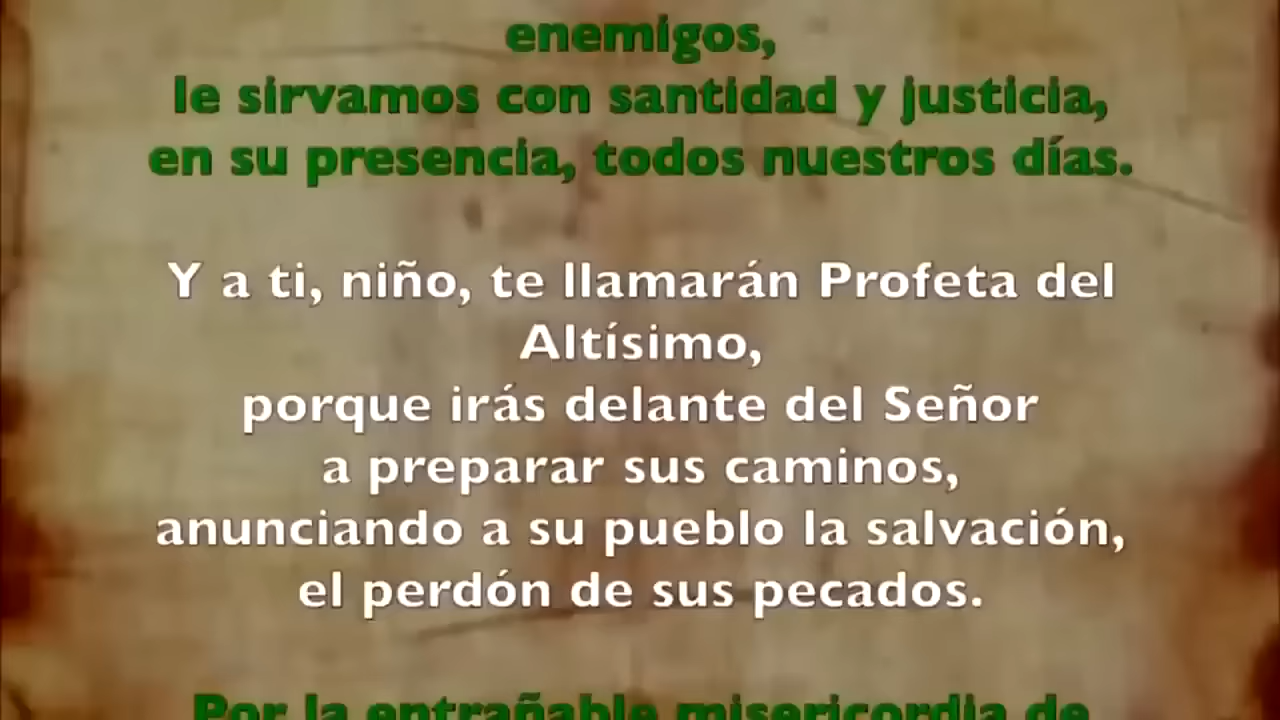 enemigos,
le sirvamos con santidad y justicia,
en su presencia, todos nuestros días.
Y a ti, niño, te llamarán Profeta del
Altísimo,
porque irás delante del Señor
a preparar sus caminos,
anunciando a su pueblo la salvación,
el perdón de sus pecados.
Por la entrañable misericordia de